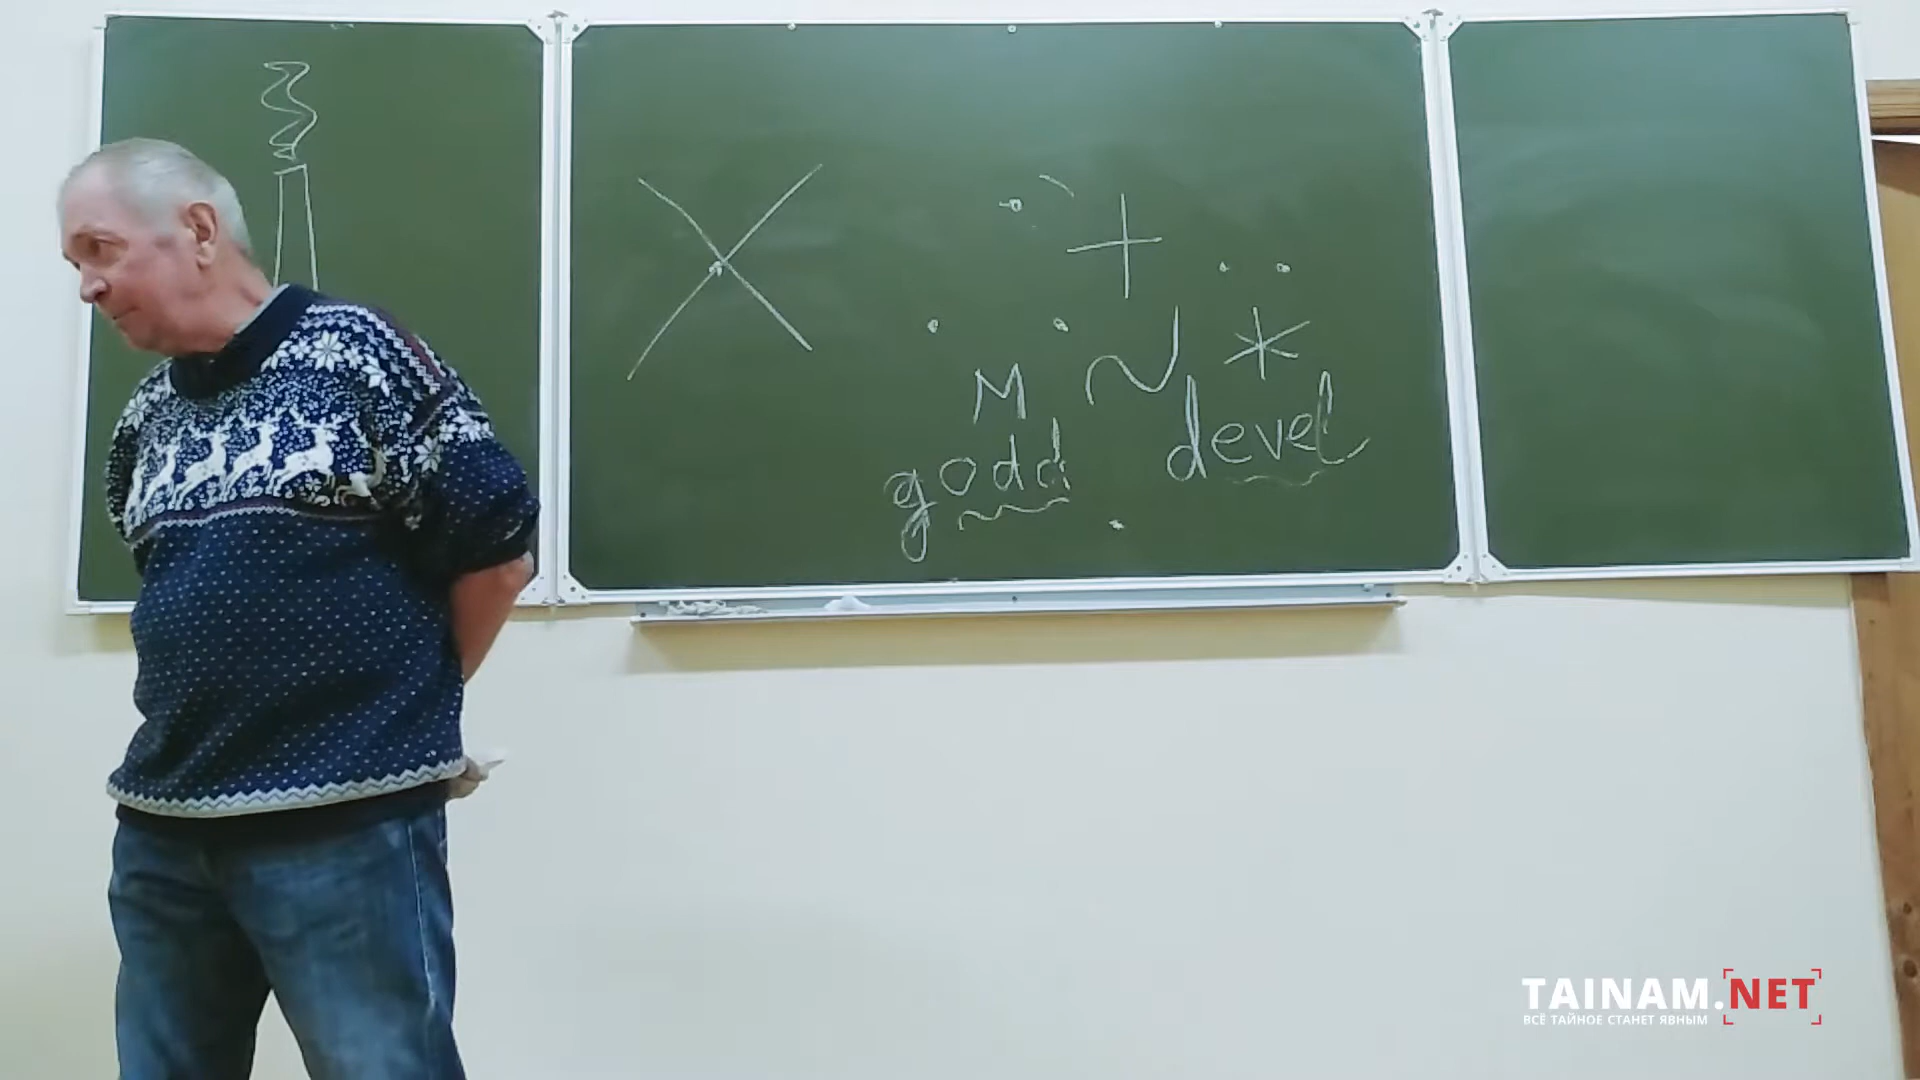 M
godd
devel
TAINAM.NET
ВСЁ ТАЙНОЕ СТАНЕТ ЯВНЫМ